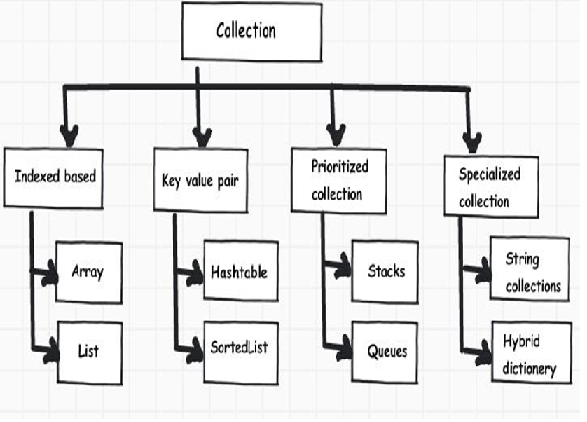 Collection
Indexed based
Key value pair
Prioritized
collection
Specialized
collection
Array
Hashtable
Stacks
String
collections
List
SortedList
Queues
Hybrid
dictionery